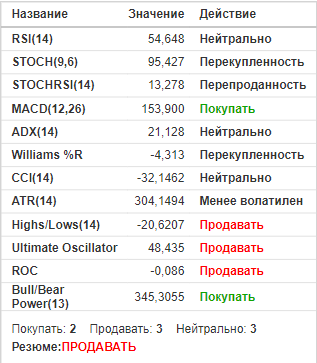 Название Значение Действие
RSI(14) 54,648 Нейтрально
STOCH(9,6) 95,427 Перекупленность
STOCHRSI(14) 13,278 Перепроданность
MACD(12,26) 153,900 Покупать
ADX(14) 21,128 Нейтрально
Williams %R -4,313 Перекупленность
CCI(14) -32,1462 Нейтрально
ATR(14) 304,1494 Менее волатилен
Highs/Lows(14) -20,6207 Продавать
Ultimate Oscillator 48,435 Продавать
ROC -0,086 Продавать
Bull/Bear
Power(13) 345,3055 Покупать
Покупать: 2 Продавать: 3 Нейтрально: 3
Резюме:ПРОДАВАТЬ